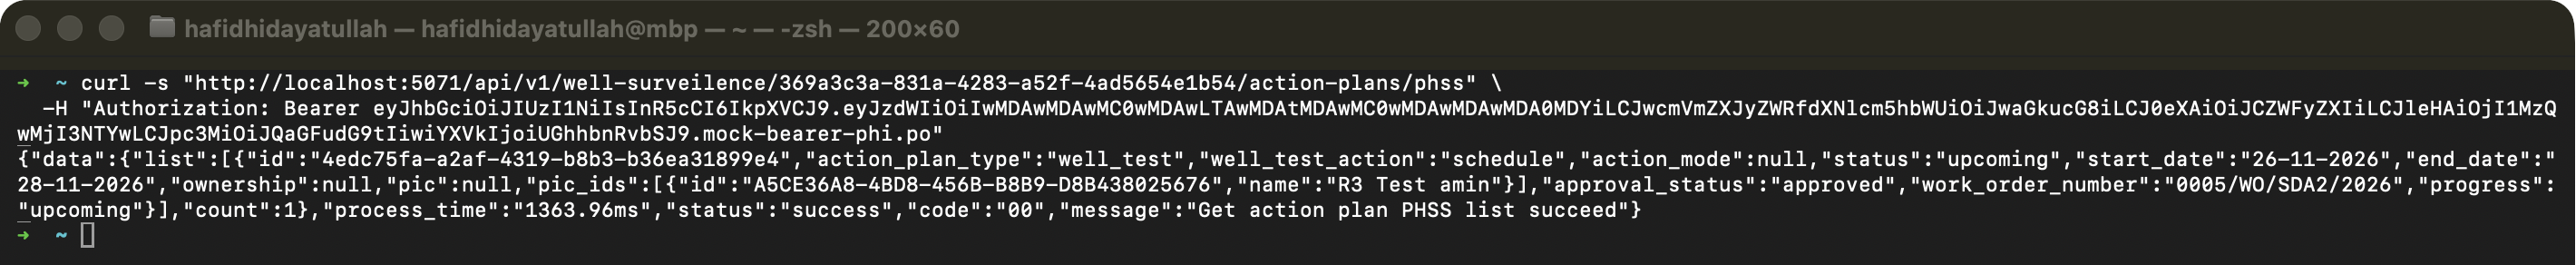 hafidhidayatullah — hafidhidayatullah@mbp — ~ — -zsh — 200×60
➜  ~ curl -s "http://localhost:5071/api/v1/well-surveilence/369a3c3a-831a-4283-a52f-4ad5654e1b54/action-plans/phss" \
  -H "Authorization: Bearer eyJhbGciOiJIUzI1NiIsInR5cCI6IkpXVCJ9.eyJzdWIiOiIwMDAwMDAwMC0wMDAwLTAwMDAtMDAwMC0wMDAwMDAwMDA0MDYiLCJwcmVmZXJyZWRfdXNlcm5hbWUiOiJwaGkucG8iLCJ0eXAiOiJCZWFyZXIiLCJleHAiOjI1MzQ
wMjI3NTYwLCJpc3MiOiJQaGFudG9tIiwiYXVkIjoiUGhhbnRvbSJ9.mock-bearer-phi.po"
{"data":{"list":[{"id":"4edc75fa-a2af-4319-b8b3-b36ea31899e4","action_plan_type":"well_test","well_test_action":"schedule","action_mode":null,"status":"upcoming","start_date":"26-11-2026","end_date":"
28-11-2026","ownership":null,"pic":null,"pic_ids":[{"id":"A5CE36A8-4BD8-456B-B8B9-D8B438025676","name":"R3 Test amin"}],"approval_status":"approved","work_order_number":"0005/WO/SDA2/2026","progress":
"upcoming"}],"count":1},"process_time":"1363.96ms","status":"success","code":"00","message":"Get action plan PHSS list succeed"}
➜  ~